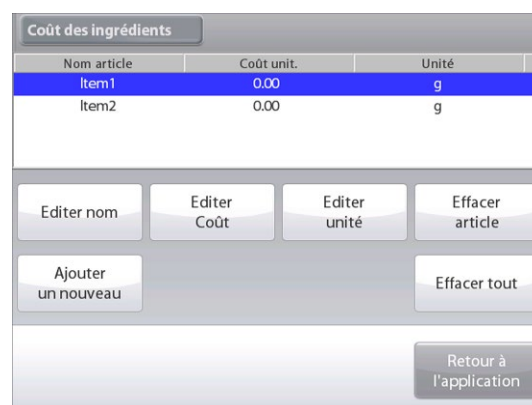 Coût des ingrédients
Nom article Coût unit. Unité
Item1 0.00 g
Item2 0.00 g
Editer nom Editer Coût Editer unité Effacer article
Ajouter un nouveau Effacer tout
Retour à l'application